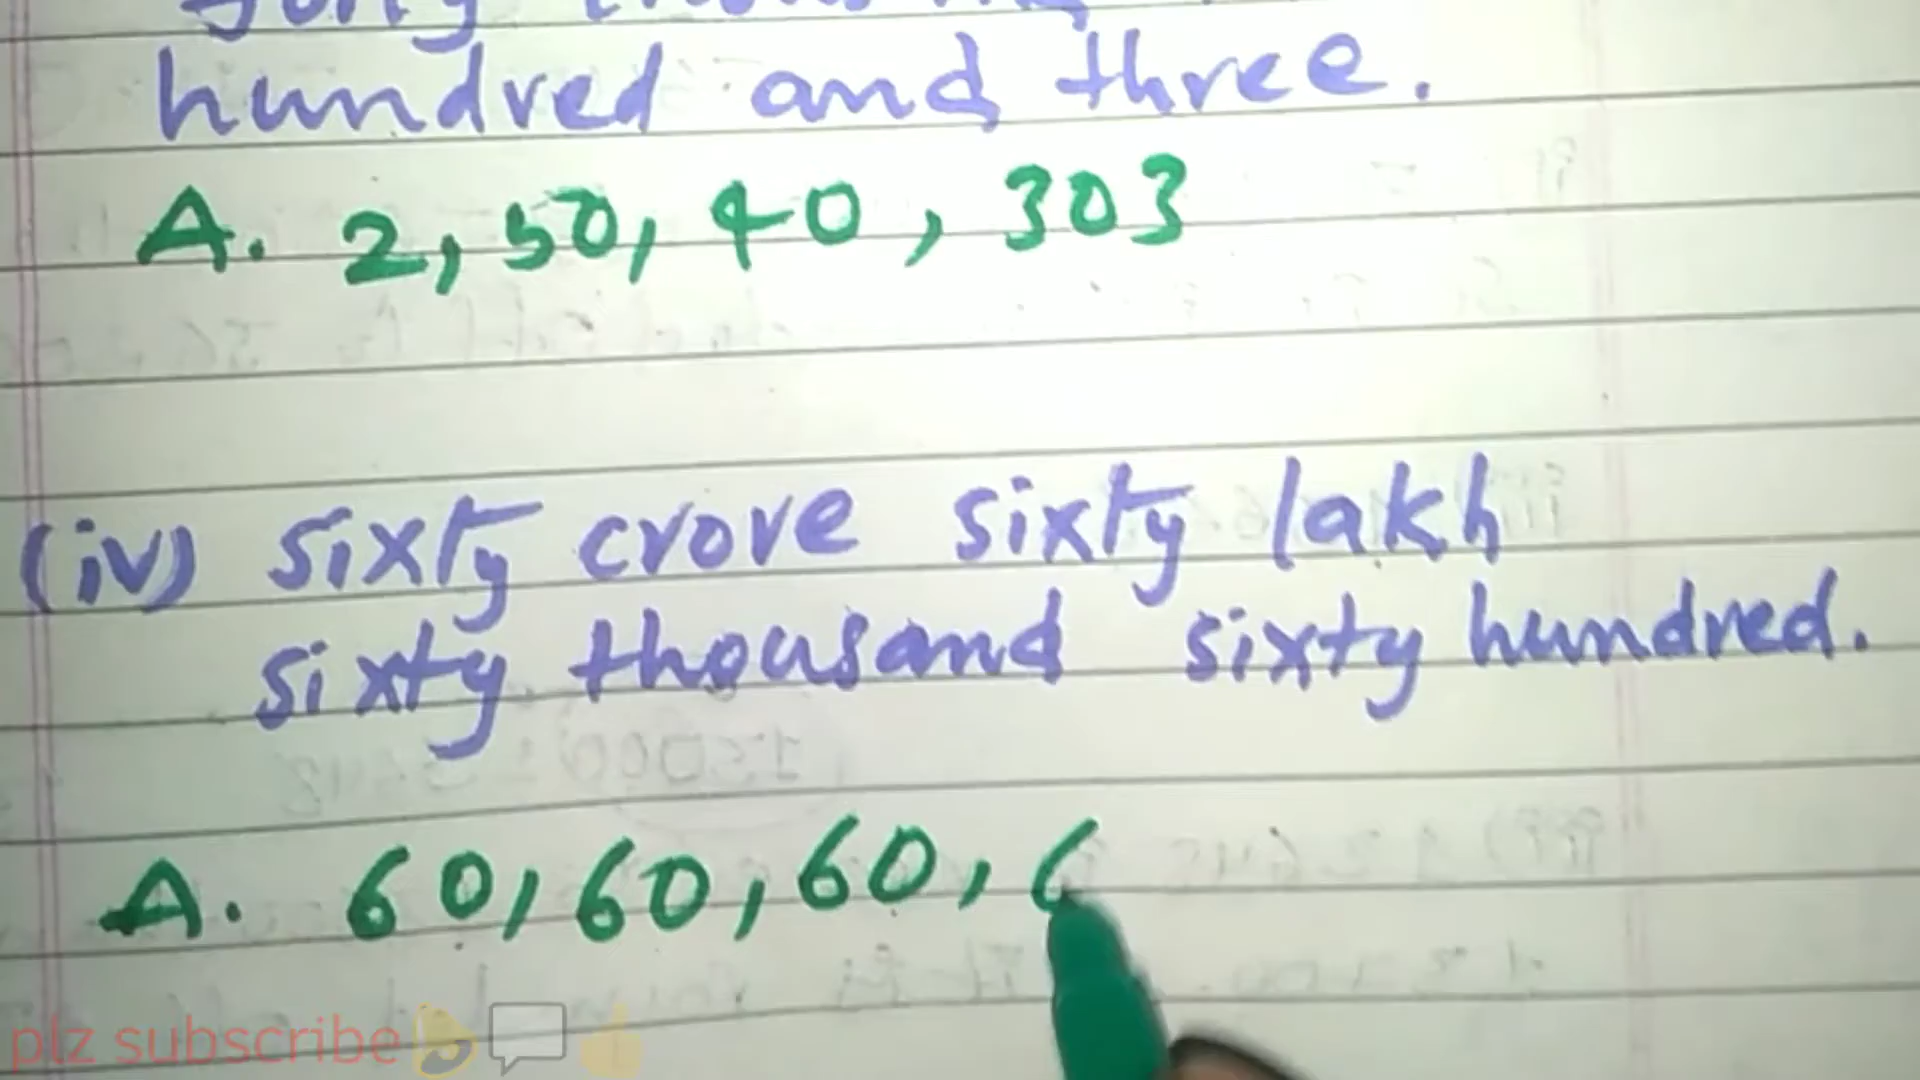 hundred and three.
A. 2, 50, 40, 303
(iv) sixty crore sixty lakh
sixty thousand sixty hundred.
A. 60, 60, 60, 6
plz subscribe